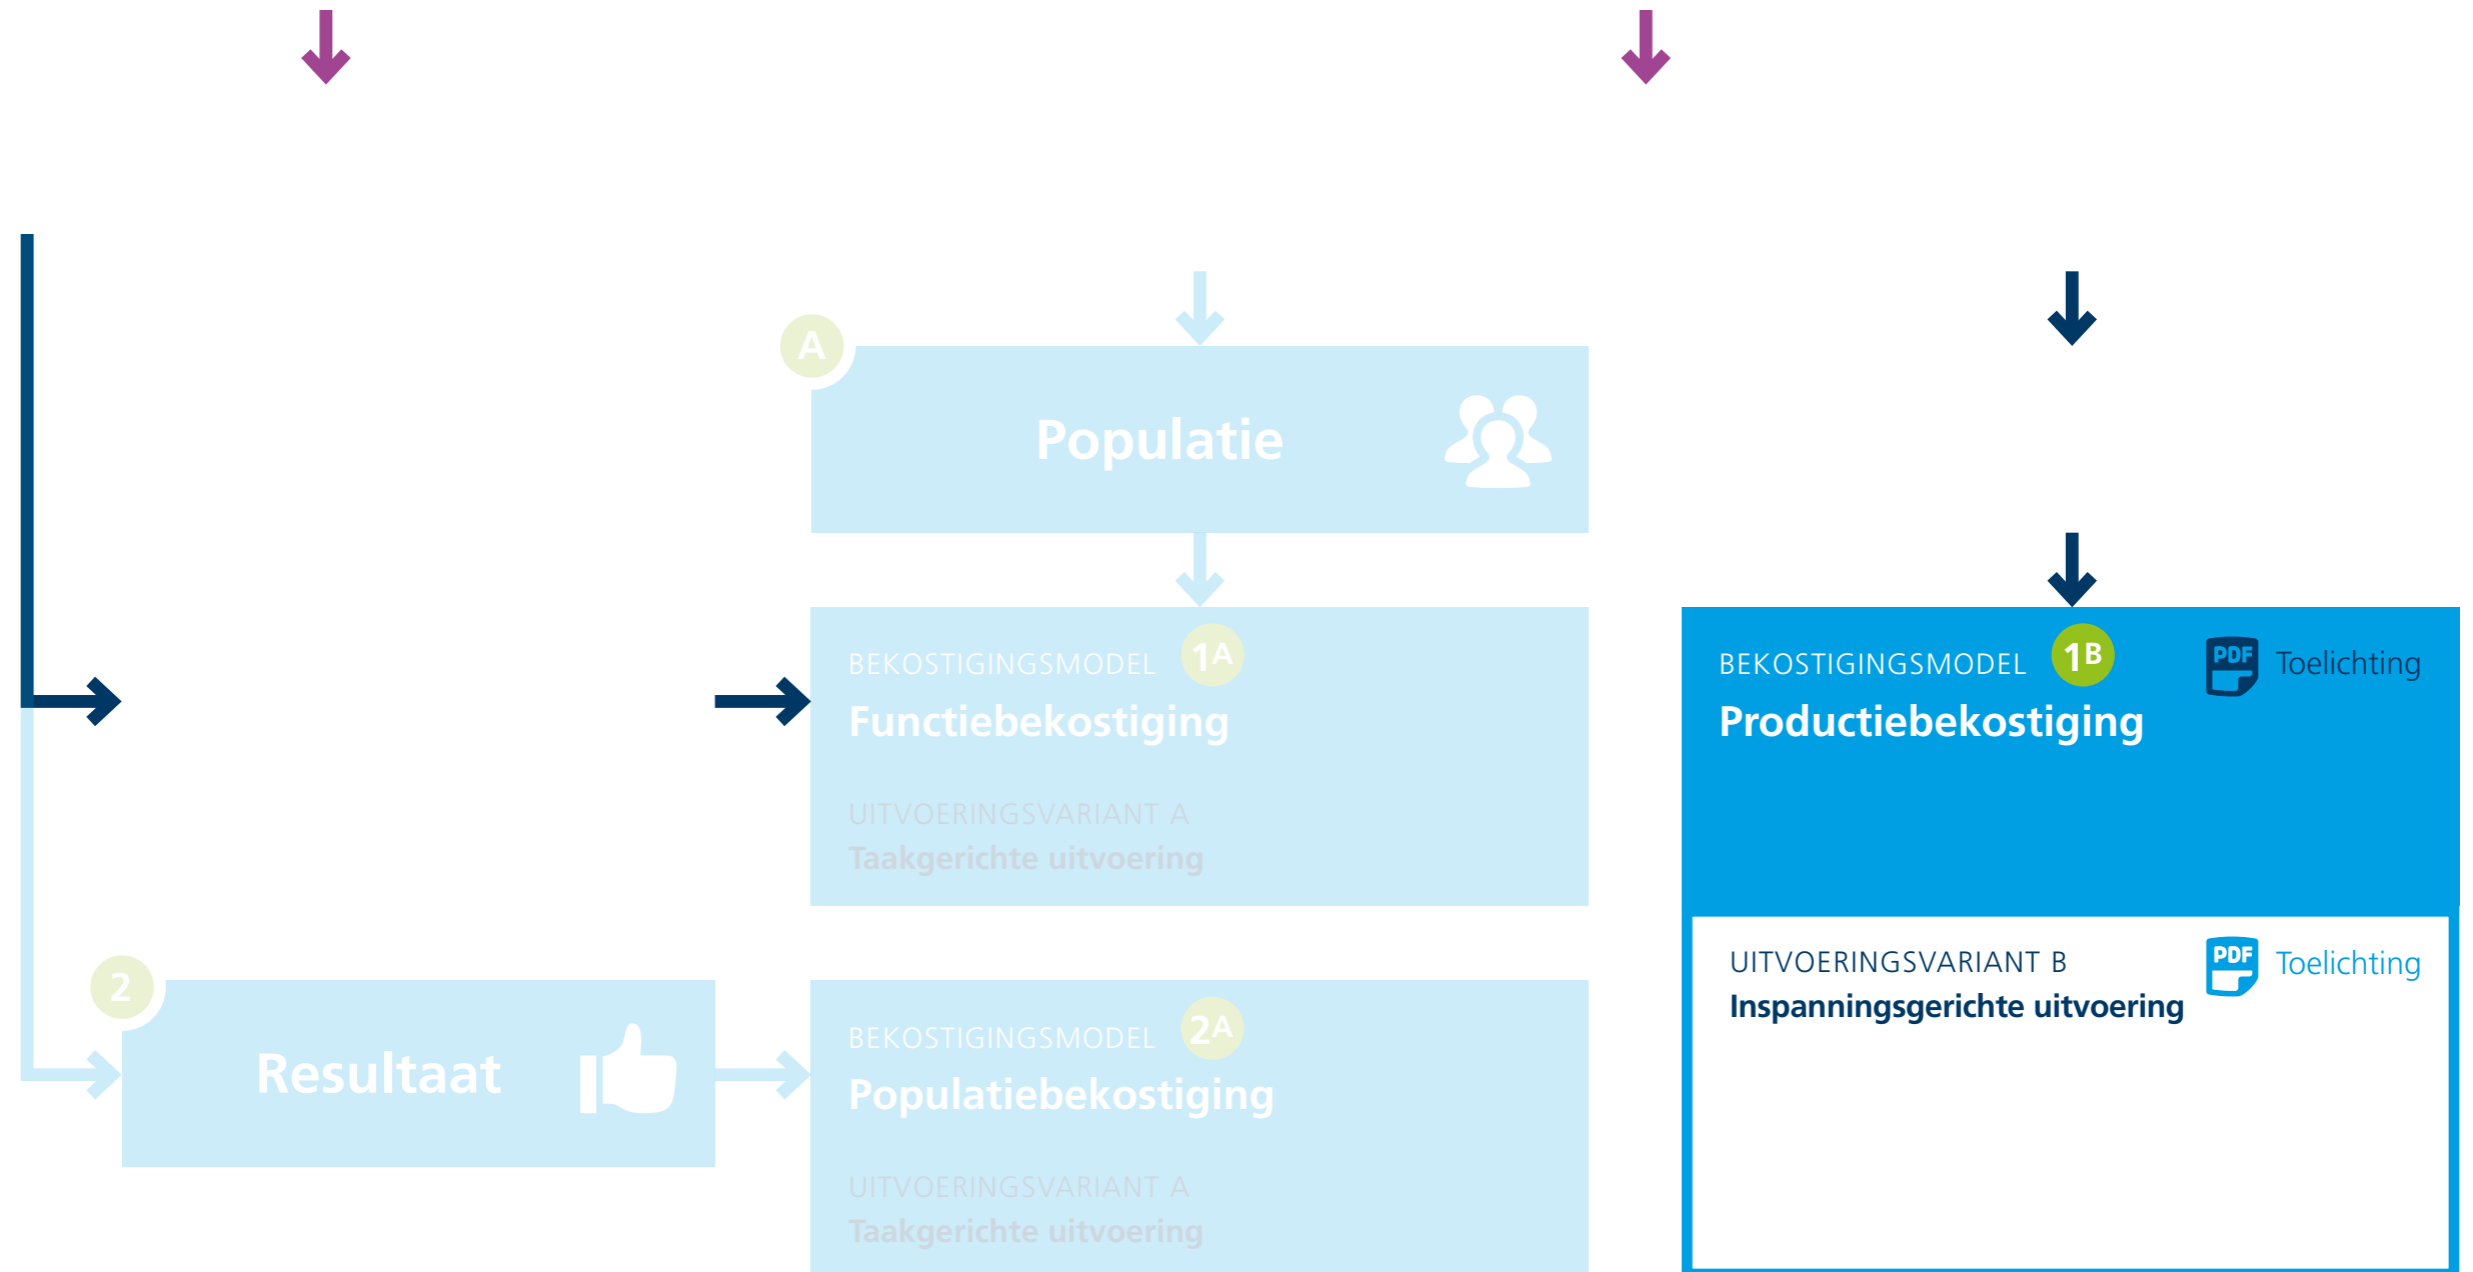 A
Populatie
BEKOSTIGINGSMODEL 1A
Functiebekostiging
UITVOERINGSVARIANT A
Taakgerichte uitvoering
BEKOSTIGINGSMODEL 1B
PDF Toelichting
Productiebekostiging
UITVOERINGSVARIANT B
PDF Toelichting
Inspanningsgerichte uitvoering
2
Resultaat
BEKOSTIGINGSMODEL 2A
Populatiebekostiging
UITVOERINGSVARIANT A
Taakgerichte uitvoering